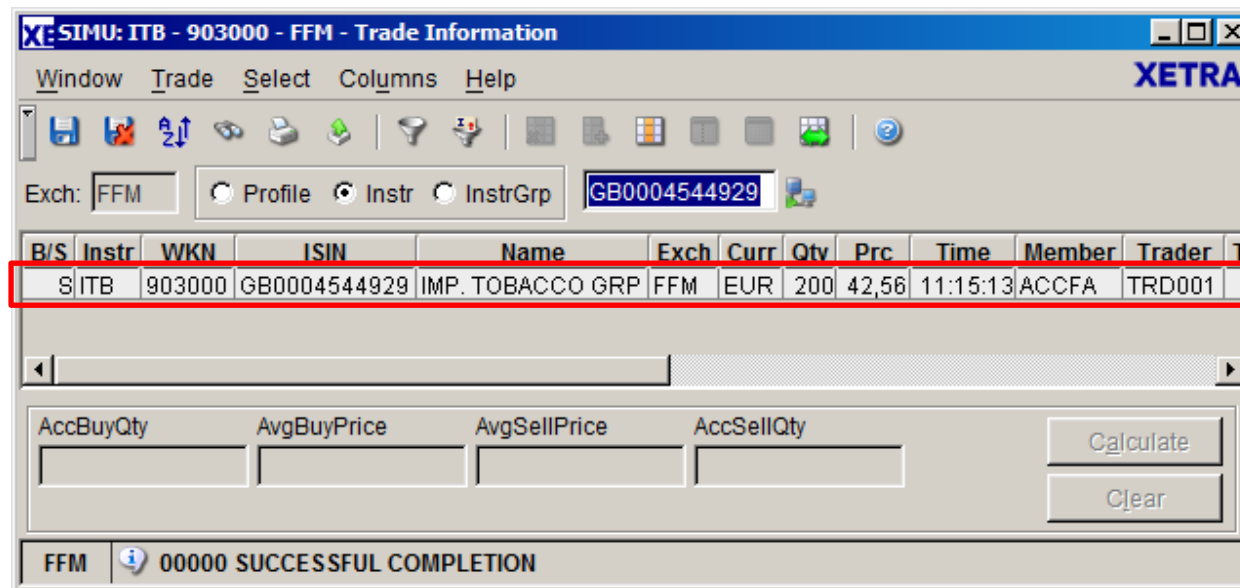 XE SIMU: ITB - 903000 - FFM - Trade Information
Window Trade Select Columns Help XETRA
Exch: FFM Profile Instr InstrGrp GB0004544929
B/S Instr WKN ISIN Name Exch Curr Qty Prc Time Member Trader T
S ITB 903000 GB0004544929 IMP. TOBACCO GRP FFM EUR 200 42,56 11:15:13 ACCFA TRD001
AccBuyQty AvgBuyPrice AvgSellPrice AccSellQty
Calculate
Clear
FFM 00000 SUCCESSFUL COMPLETION